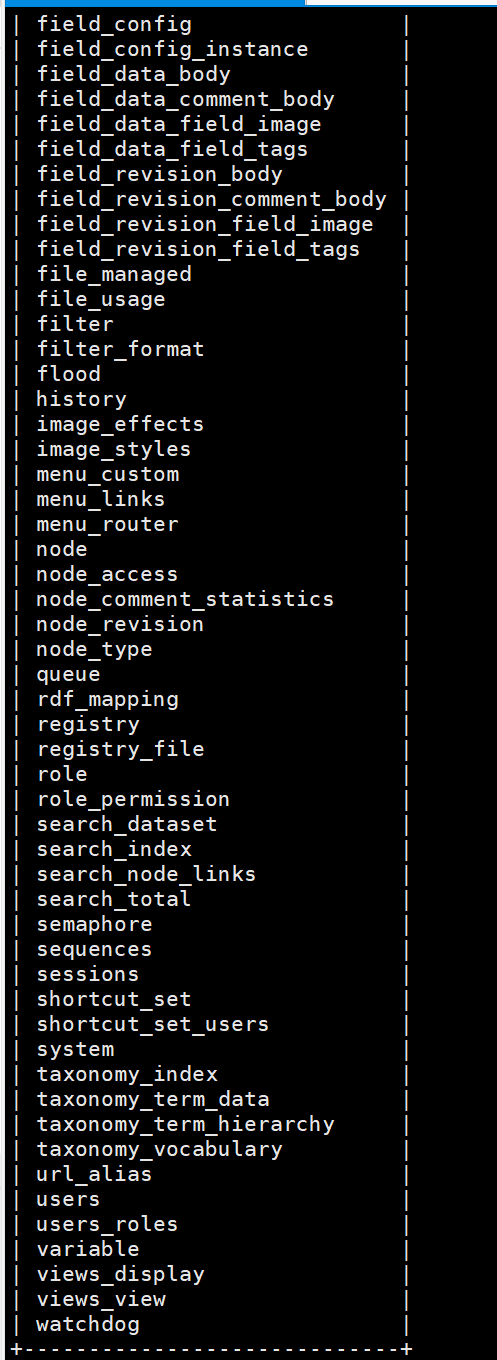 | field_config                 |
| field_config_instance        |
| field_data_body              |
| field_data_comment_body      |
| field_data_field_image       |
| field_data_field_tags        |
| field_revision_body          |
| field_revision_comment_body  |
| field_revision_field_image   |
| field_revision_field_tags    |
| file_managed                 |
| file_usage                   |
| filter                       |
| filter_format                |
| flood                        |
| history                      |
| image_effects                |
| image_styles                 |
| menu_custom                  |
| menu_links                   |
| menu_router                  |
| node                         |
| node_access                  |
| node_comment_statistics      |
| node_revision                |
| node_type                    |
| queue                        |
| rdf_mapping                  |
| registry                     |
| registry_file                |
| role                         |
| role_permission              |
| search_dataset               |
| search_index                 |
| search_node_links            |
| search_total                 |
| semaphore                    |
| sequences                    |
| sessions                     |
| shortcut_set                 |
| shortcut_set_users           |
| system                       |
| taxonomy_index               |
| taxonomy_term_data           |
| taxonomy_term_hierarchy      |
| taxonomy_vocabulary          |
| url_alias                    |
| users                        |
| users_roles                  |
| variable                     |
| views_display                |
| views_view                   |
| watchdog                     |
+-----------------------------+